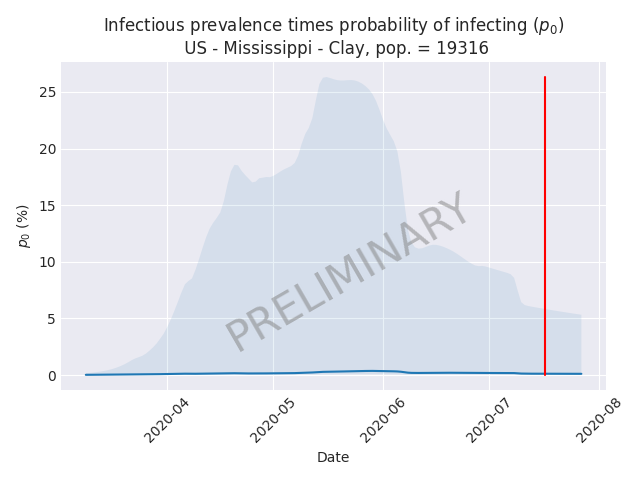 Infectious prevalence times probability of infecting (p₀)
US - Mississippi - Clay, pop. = 19316
p₀ (%)
25
20
15
10
5
0
PRELIMINARY
2020-04
2020-05
2020-06
2020-07
2020-08
Date